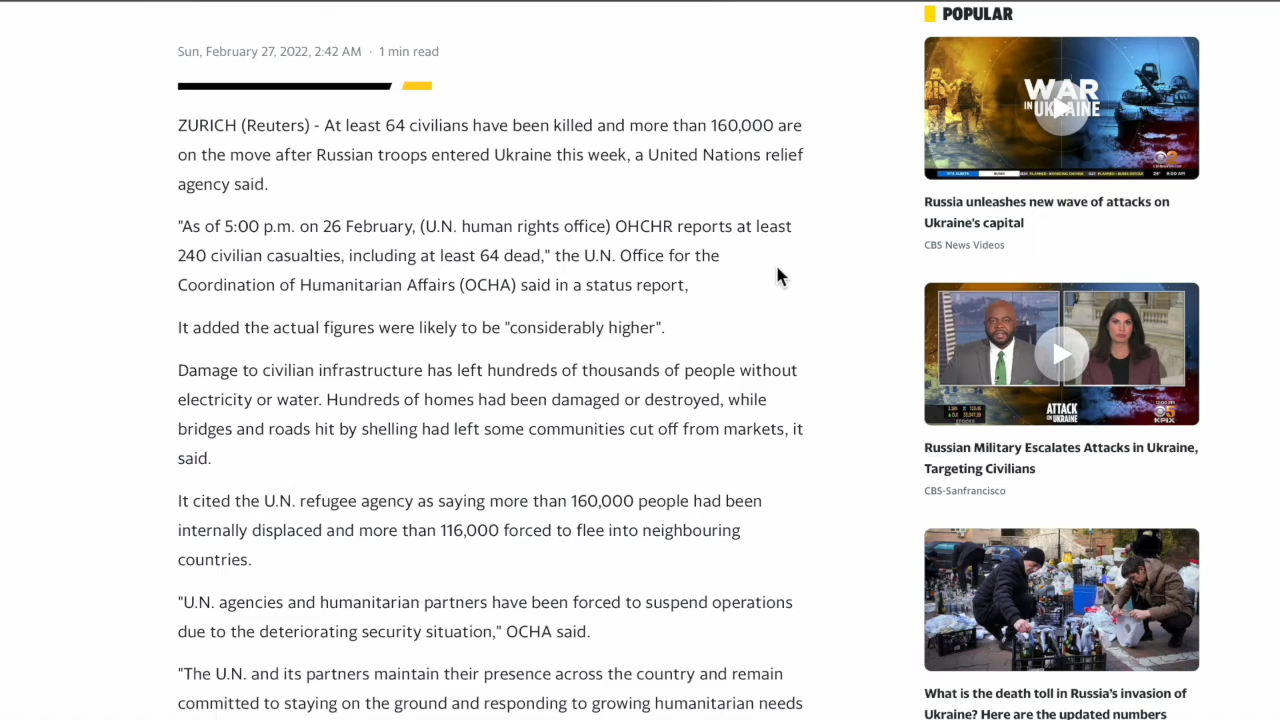 POPULAR
Sun, February 27, 2022, 2:42 AM · 1 min read
ZURICH (Reuters) - At least 64 civilians have been killed and more than 160,000 are
on the move after Russian troops entered Ukraine this week, a United Nations relief
agency said.
"As of 5:00 p.m. on 26 February, (U.N. human rights office) OHCHR reports at least
240 civilian casualties, including at least 64 dead," the U.N. Office for the
Coordination of Humanitarian Affairs (OCHA) said in a status report,
It added the actual figures were likely to be "considerably higher".
Damage to civilian infrastructure has left hundreds of thousands of people without
electricity or water. Hundreds of homes had been damaged or destroyed, while
bridges and roads hit by shelling had left some communities cut off from markets, it
said.
It cited the U.N. refugee agency as saying more than 160,000 people had been
internally displaced and more than 116,000 forced to flee into neighbouring
countries.
"U.N. agencies and humanitarian partners have been forced to suspend operations
due to the deteriorating security situation," OCHA said.
"The U.N. and its partners maintain their presence across the country and remain
committed to staying on the ground and responding to growing humanitarian needs
WAR
IN UKRAINE
Russia unleashes new wave of attacks on
Ukraine's capital
CBS News Videos
ATTACK
ON UKRAINE
KPIX
Russian Military Escalates Attacks in Ukraine,
Targeting Civilians
CBS-Sanfrancisco
What is the death toll in Russia's invasion of
Ukraine? Here are the updated numbers